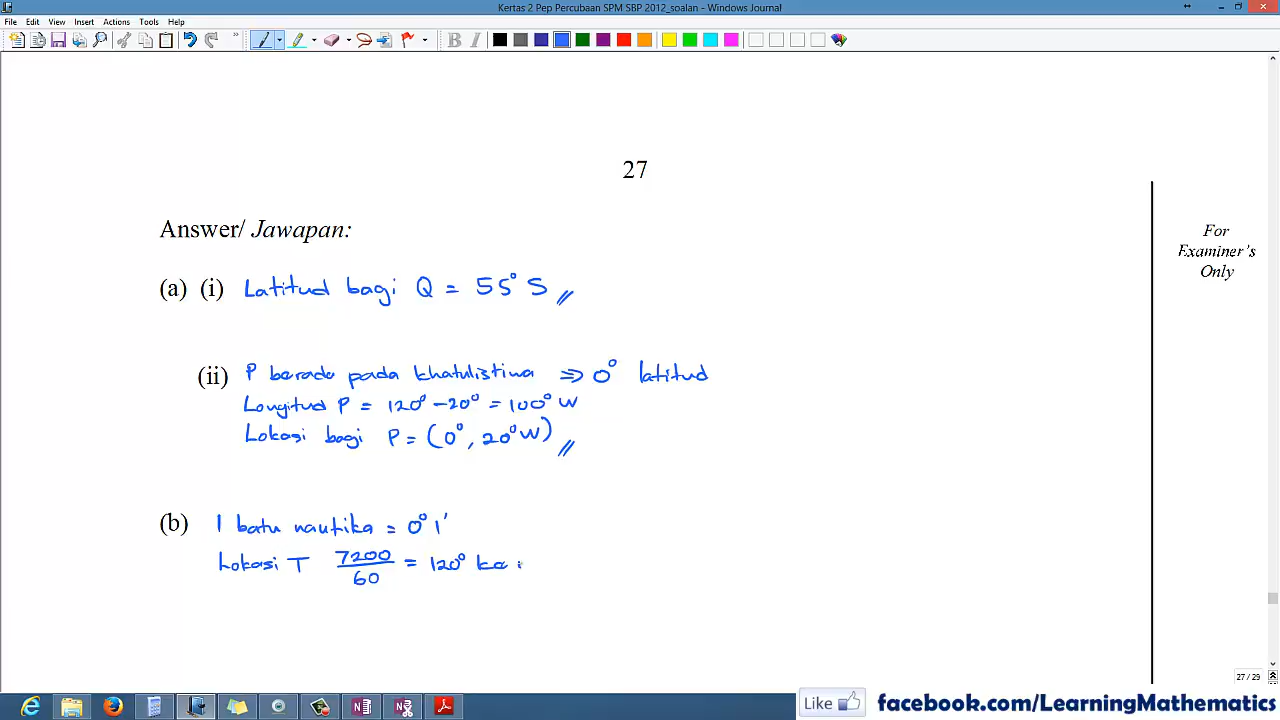 Kertas 2 Pep Percubaan SPM SBP 2012_soalan - Windows Journal
File Edit View Insert Actions Tools Help
27
Answer/ Jawapan:
For
Examiner's
Only
(a) (i) Latitud bagi Q = 55° S //
(ii) P berada pada khatulistiwa ⇒ 0° latitud
Longitud P = 120° - 20° = 100° W
Lokasi bagi P = (0°, 20° W) //
(b) 1 batu nautika = 0° 1'
Lokasi T 7200/60 = 120° ke
27 / 29
Like
facebook.com/LearningMathematics